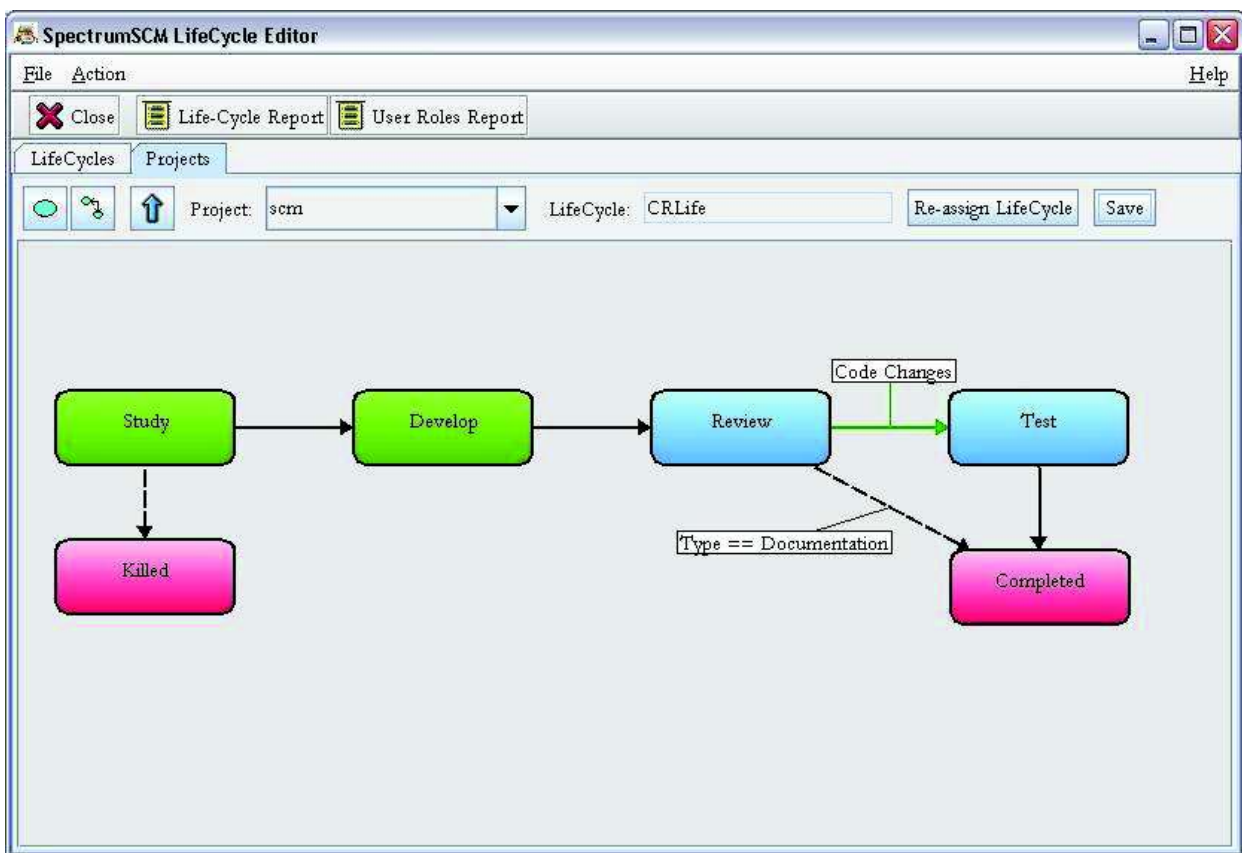 SpectrumSCM LifeCycle Editor
File Action Help
Close Life-Cycle Report User Roles Report
LifeCycles Projects
Project: scm LifeCycle: CRLife Re-assign LifeCycle Save
Code Changes
Study Develop Review Test
Type == Documentation
Killed Completed